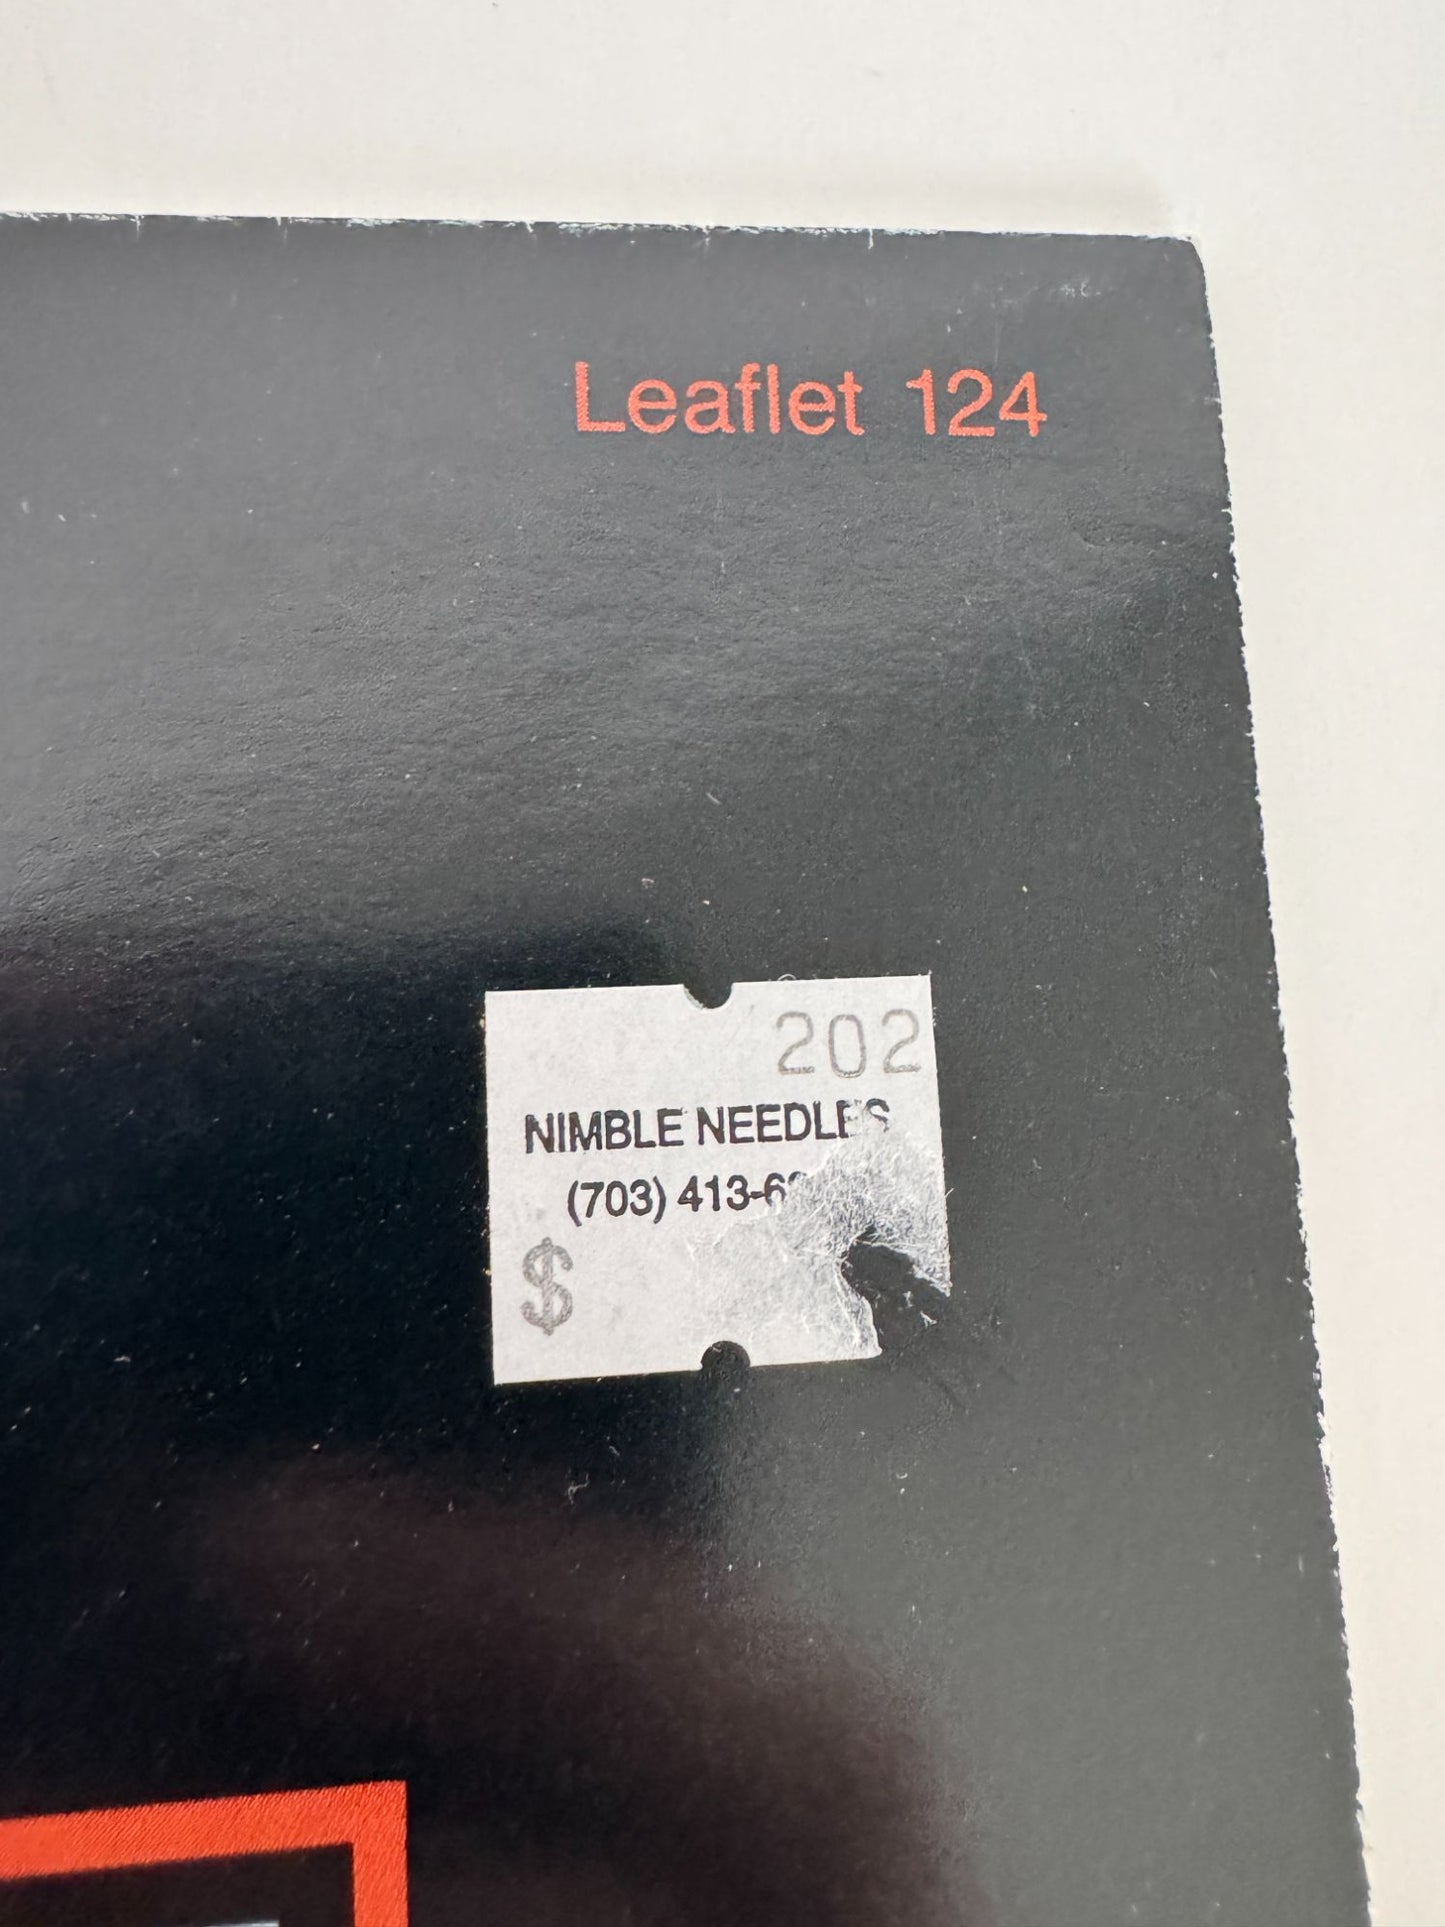 Leaflet 124
202
NIMBLE NEEDLES
(703) 413-6
$